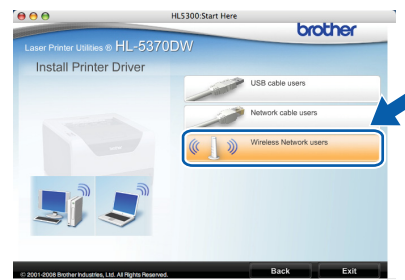 HL5300:Start Here
brother
Laser Printer Utilities ® HL-5370DW
Install Printer Driver
USB cable users
Network cable users
Wireless Network users
© 2001-2008 Brother Industries, Ltd. All Rights Reserved.
Back
Exit